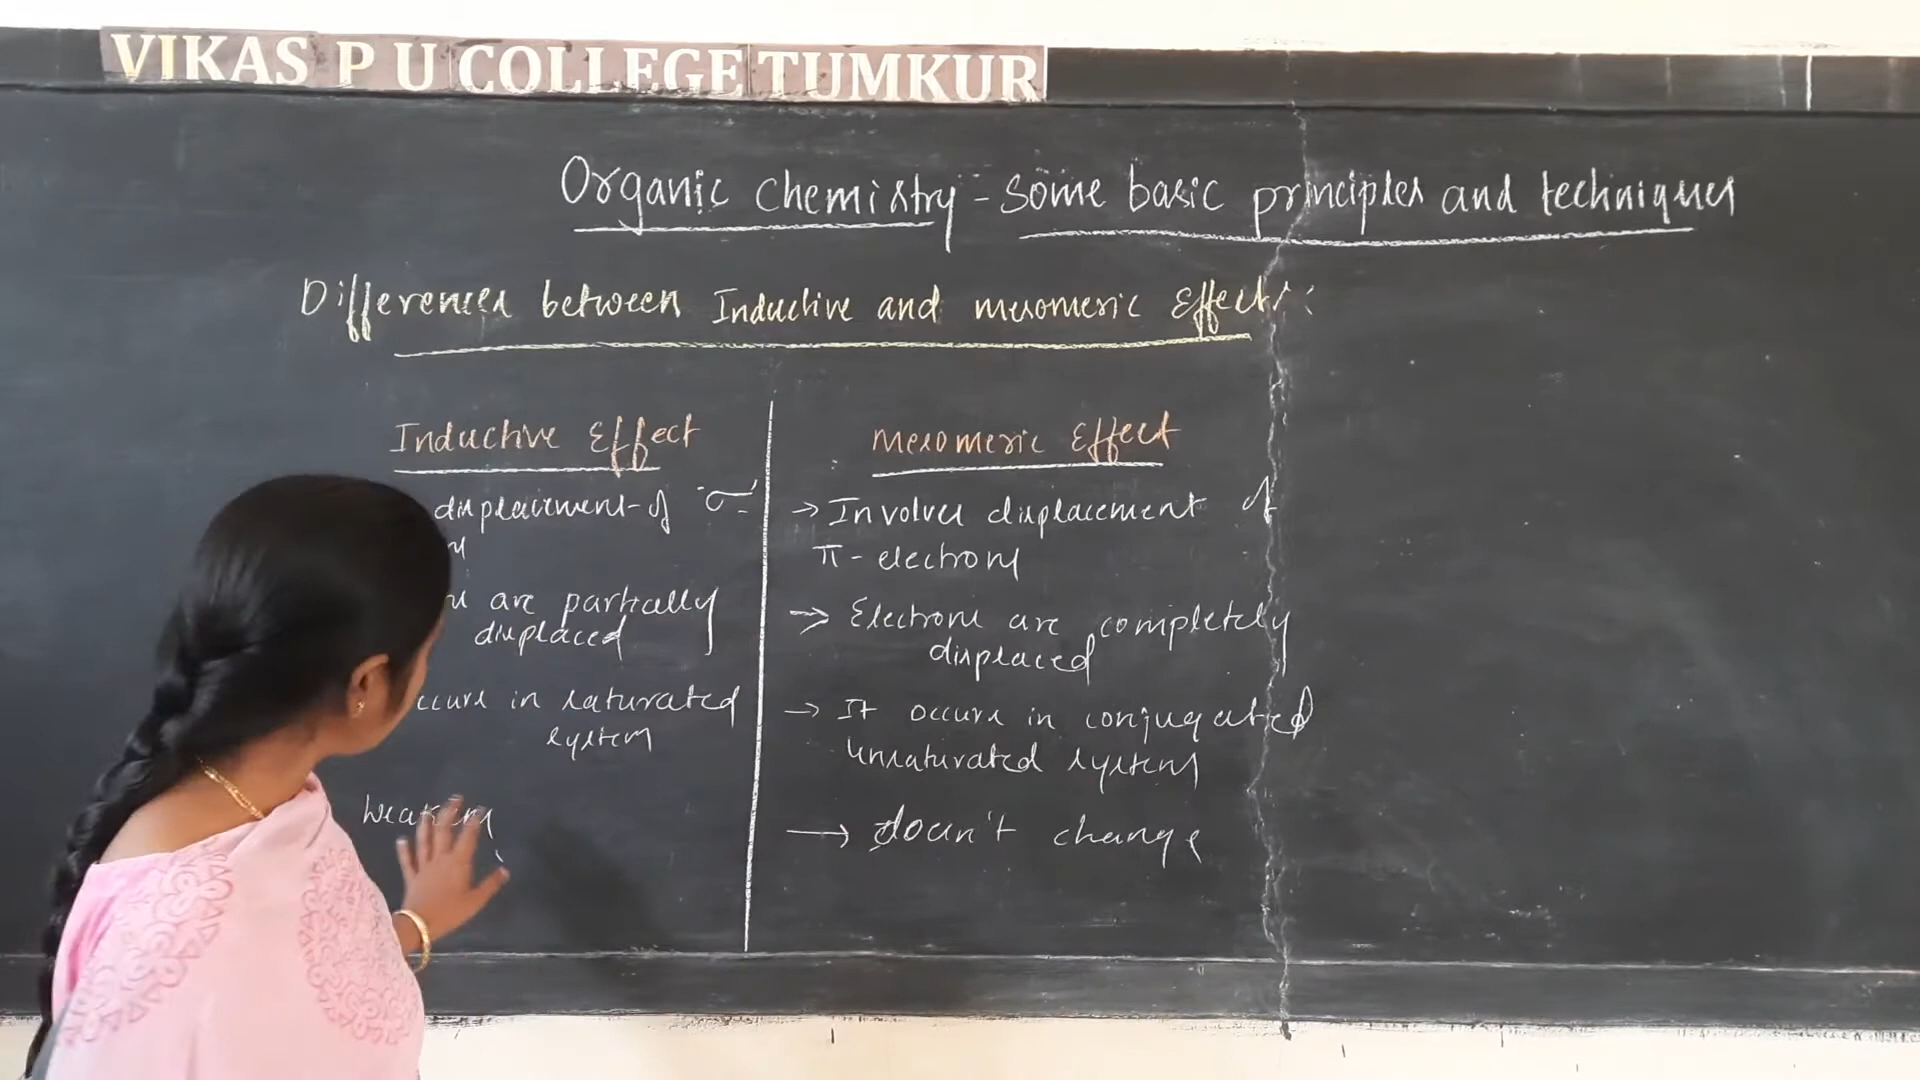 VIKAS P U COLLEGE TUMKUR
Organic chemistry - Some basic principles and techniques
Differences between Inductive and mesomeric Effects:
Inductive Effect
displacement of 'σ'-
are partially
displaced
occurs in saturated
system
weakens
Mesomeric Effect
→ Involves displacement of
π - electrons
→ Electrons are completely
displaced
→ It occurs in conjugated
unsaturated systems
→ doesn't change